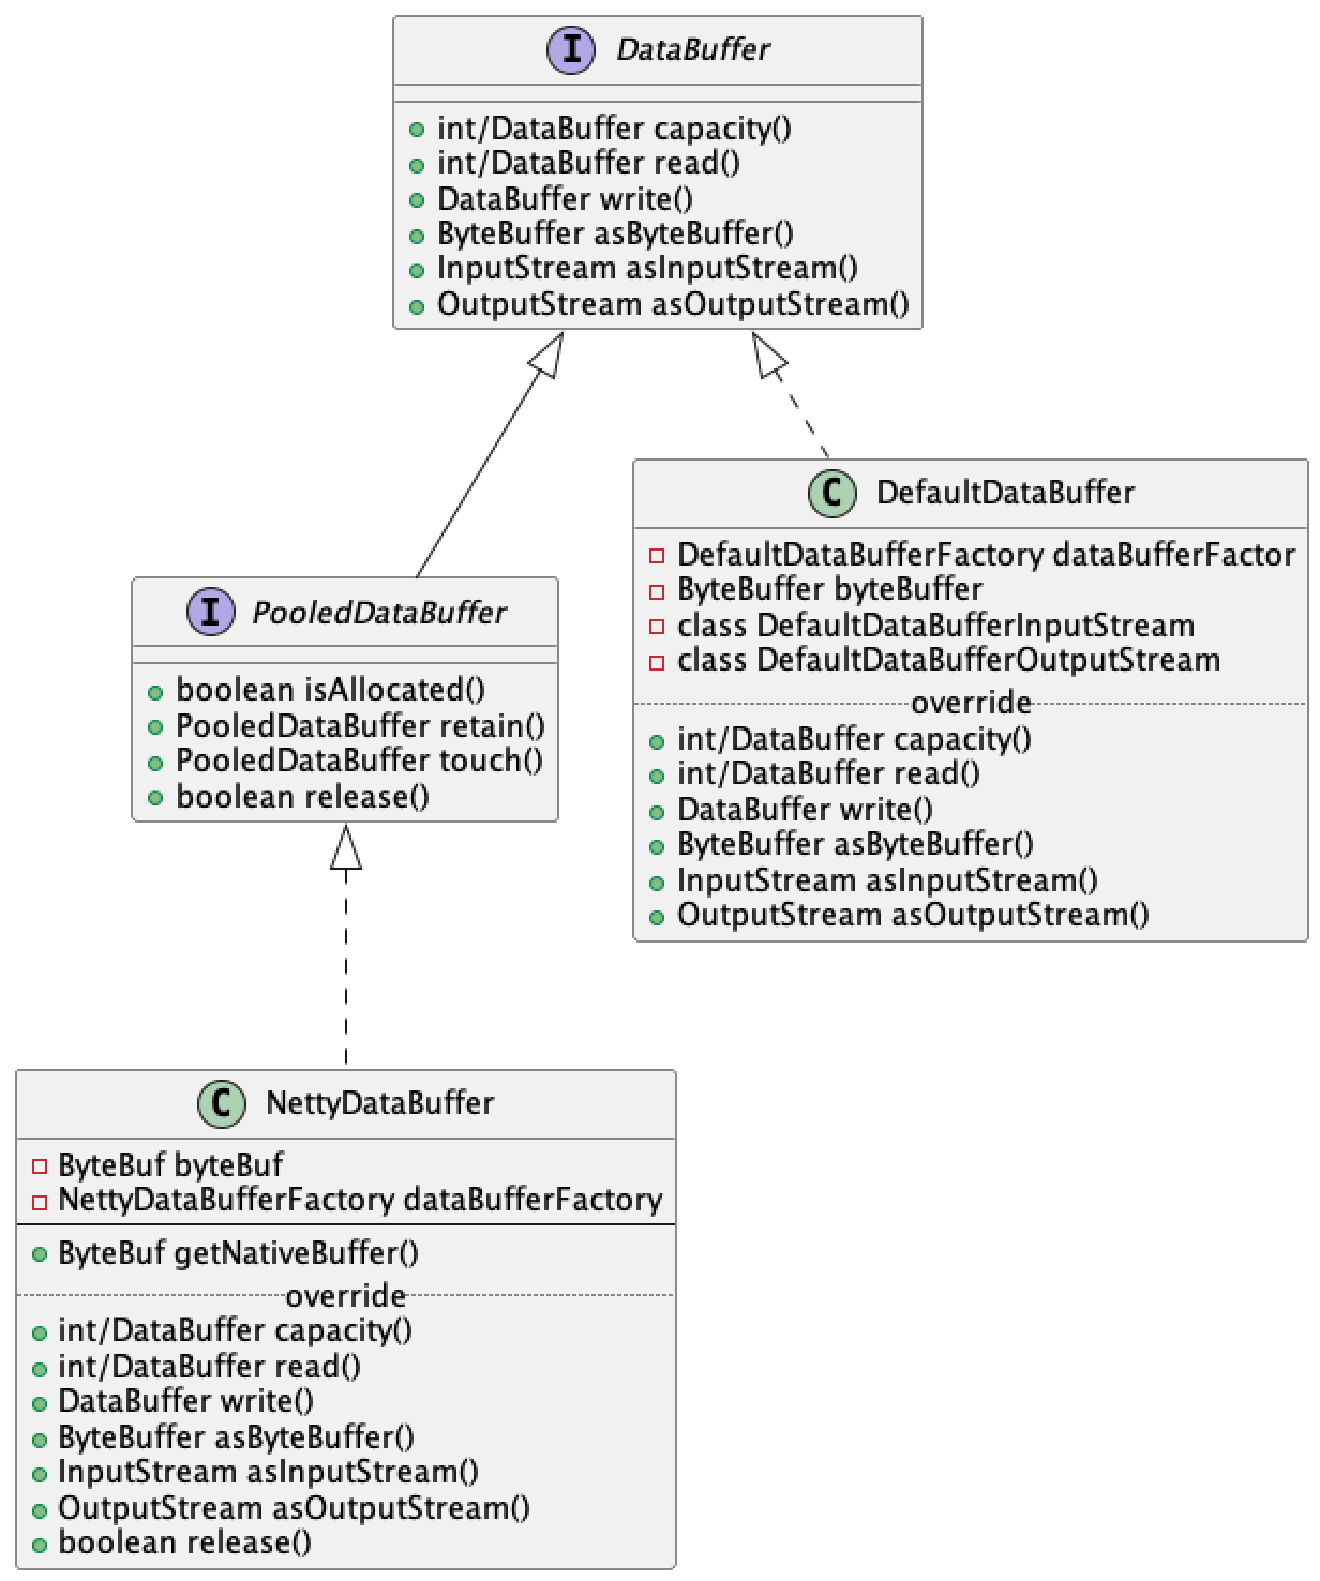 I DataBuffer
int/DataBuffer capacity()
int/DataBuffer read()
DataBuffer write()
ByteBuffer asByteBuffer()
InputStream asInputStream()
OutputStream asOutputStream()
C DefaultDataBuffer
DefaultDataBufferFactory dataBufferFactor
ByteBuffer byteBuffer
class DefaultDataBufferInputStream
class DefaultDataBufferOutputStream
override
int/DataBuffer capacity()
int/DataBuffer read()
DataBuffer write()
ByteBuffer asByteBuffer()
InputStream asInputStream()
OutputStream asOutputStream()
I PooledDataBuffer
boolean isAllocated()
PooledDataBuffer retain()
PooledDataBuffer touch()
boolean release()
C NettyDataBuffer
ByteBuf byteBuf
NettyDataBufferFactory dataBufferFactory
ByteBuf getNativeBuffer()
override
int/DataBuffer capacity()
int/DataBuffer read()
DataBuffer write()
ByteBuffer asByteBuffer()
InputStream asInputStream()
OutputStream asOutputStream()
boolean release()